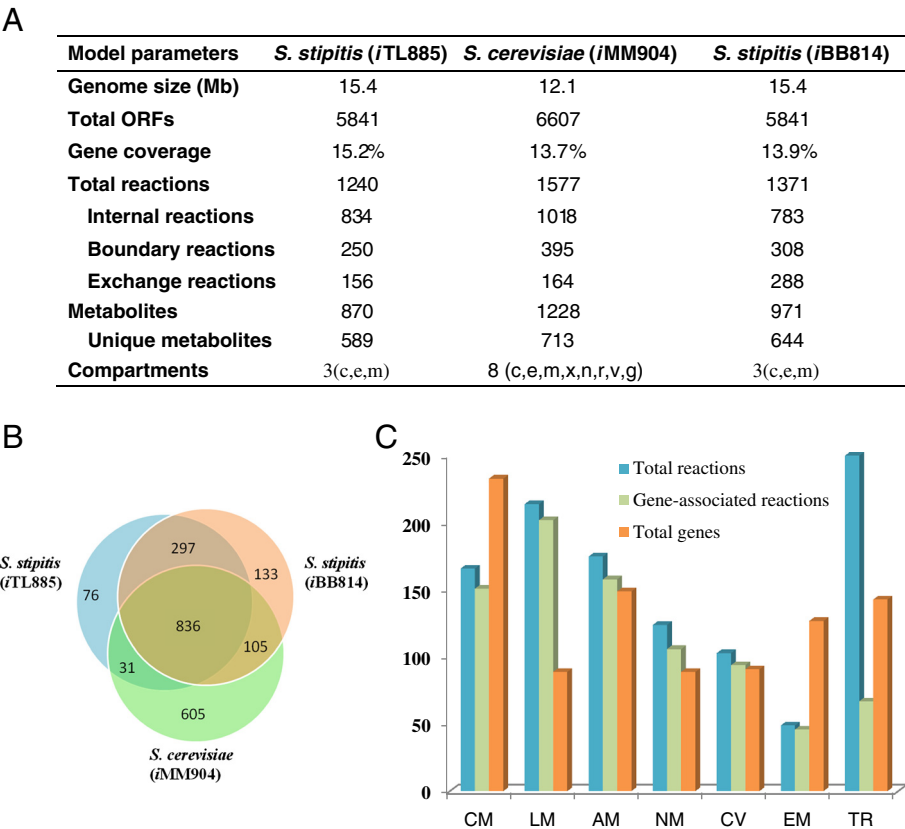 A
Model parameters S. stipitis (iTL885) S. cerevisiae (iMM904) S. stipitis (iBB814)
Genome size (Mb) 15.4 12.1 15.4
Total ORFs 5841 6607 5841
Gene coverage 15.2% 13.7% 13.9%
Total reactions 1240 1577 1371
Internal reactions 834 1018 783
Boundary reactions 250 395 308
Exchange reactions 156 164 288
Metabolites 870 1228 971
Unique metabolites 589 713 644
Compartments 3(c,e,m) 8 (c,e,m,x,n,r,v,g) 3(c,e,m)
B
S. stipitis
(iTL885)
S. stipitis
(iBB814)
297
133
76
836
105
31
605
S. cerevisiae
(iMM904)
C
250
200
150
100
50
0
Total reactions
Gene-associated reactions
Total genes
CM LM AM NM CV EM TR